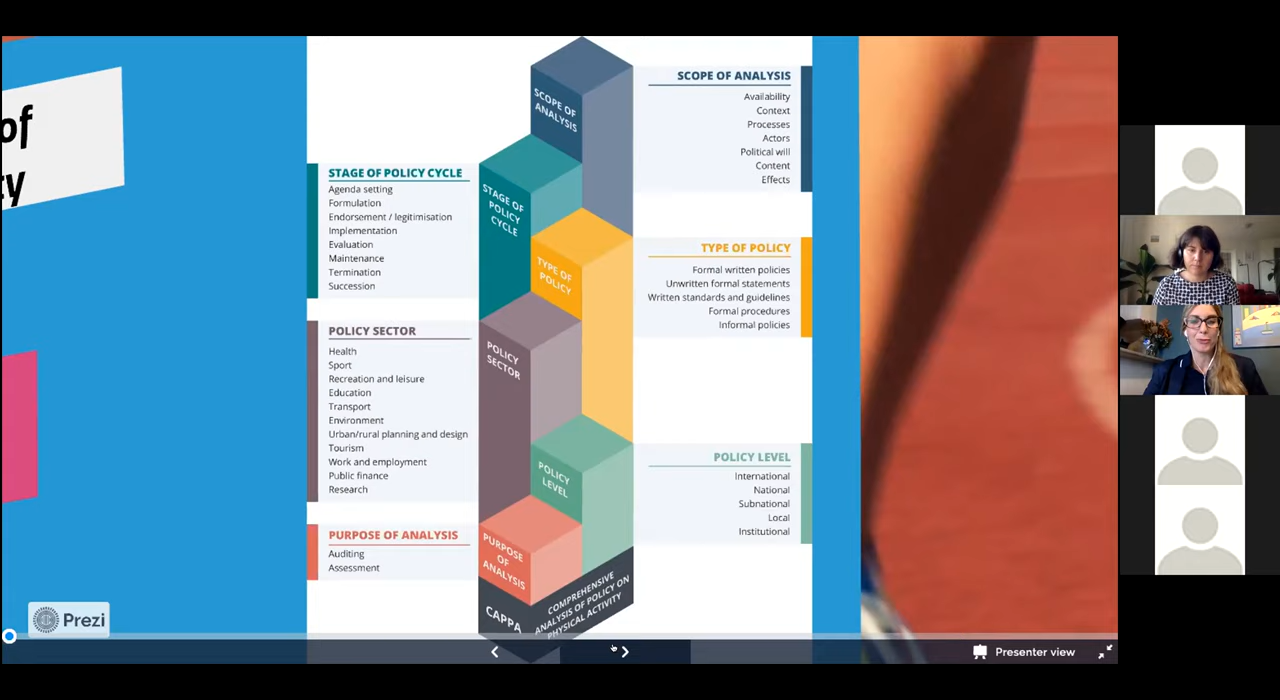 of
y
SCOPE OF ANALYSIS
Availability
Context
Processes
Actors
Political will
Content
Effects
SCOPE OF
ANALYSIS
STAGE OF POLICY CYCLE
Agenda setting
Formulation
Endorsement / legitimisation
Implementation
Evaluation
Maintenance
Termination
Succession
STAGE OF
POLICY
CYCLE
TYPE OF POLICY
Formal written policies
Unwritten formal statements
Written standards and guidelines
Formal procedures
Informal policies
TYPE OF
POLICY
POLICY SECTOR
Health
Sport
Recreation and leisure
Education
Transport
Environment
Urban/rural planning and design
Tourism
Work and employment
Public finance
Research
POLICY
SECTOR
POLICY LEVEL
International
National
Subnational
Local
Institutional
POLICY
LEVEL
PURPOSE OF ANALYSIS
Auditing
Assessment
PURPOSE
OF
ANALYSIS
CAPPA
COMPREHENSIVE
ANALYSIS OF POLICY ON
PHYSICAL ACTIVITY
Prezi
Presenter view